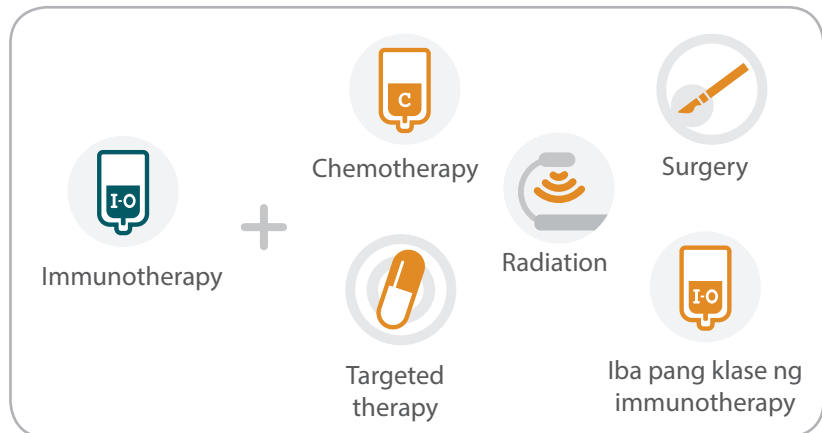 I-O
Immunotherapy
C
Chemotherapy
Targeted
therapy
Radiation
Surgery
I-O
Iba pang klase ng
immunotherapy